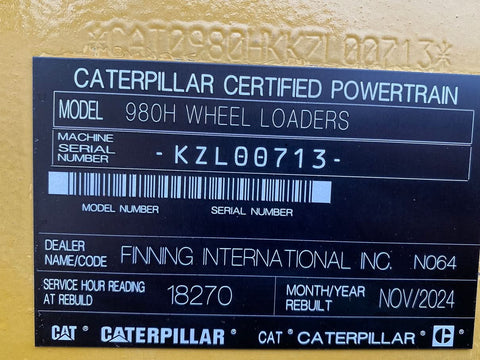 *CAT0980HKKZL00713*
CATERPILLAR CERTIFIED POWERTRAIN
MODEL 980H WHEEL LOADERS
MACHINE SERIAL NUMBER -KZL00713-
MODEL NUMBER SERIAL NUMBER
DEALER NAME/CODE FINNING INTERNATIONAL INC. N064
SERVICE HOUR READING AT REBUILD 18270 MONTH/YEAR REBUILT NOV/2024
CAT CATERPILLAR CAT CATERPILLAR C